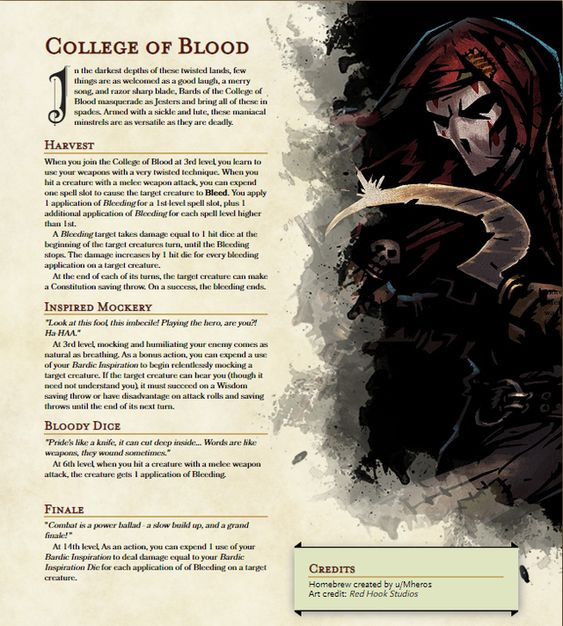 College of Blood
In the darkest depths of these twisted lands, few
things are as welcomed as a good laugh, a merry
song, and razor sharp blade, Bards of the College of
Blood masquerade as Jesters and bring all of these in
spades. Armed with a sickle and lute, these maniacal
minstrels are as versatile as they are deadly.
Harvest
When you join the College of Blood at 3rd level, you learn to
use your weapons with a very twisted technique. When you
hit a creature with a melee weapon attack, you can expend
one spell slot to cause the target creature to Bleed. You apply
1 application of Bleeding for a 1st-level spell slot, plus 1
additional application of Bleeding for each spell level higher
than 1st.
A Bleeding target takes damage equal to 1 hit dice at the
beginning of the target creatures turn, until the Bleeding
stops. The damage increases by 1 hit die for every bleeding
application on a target creature.
At the end of each of its turns, the target creature can make
a Constitution saving throw. On a success, the bleeding ends.
Inspired Mockery
"Look at this fool, this imbecile! Playing the hero, are you?!
Ha-HAA."
At 3rd level, mocking and humiliating your enemy comes as
natural as breathing. As a bonus action, you can expend a use
of your Bardic Inspiration to begin relentlessly mocking a
target creature. If the target creature can hear you (though it
need not understand you), it must succeed on a Wisdom
saving throw or have disadvantage on attack rolls and saving
throws until the end of its next turn.
Bloody Dice
"Pride's like a knife, it can cut deep inside... Words are like
weapons, they wound sometimes."
At 6th level, when you hit a creature with a melee weapon
attack, the creature gets 1 application of Bleeding.
Finale
"Combat is a power ballad - a slow build up, and a grand
finale!"
At 14th level, As an action, you can expend 1 use of your
Bardic Inspiration to deal damage equal to your Bardic
Inspiration Die for each application of of Bleeding on a target
creature.
Credits
Homebrew created by u/Mheros
Art credit: Red Hook Studios